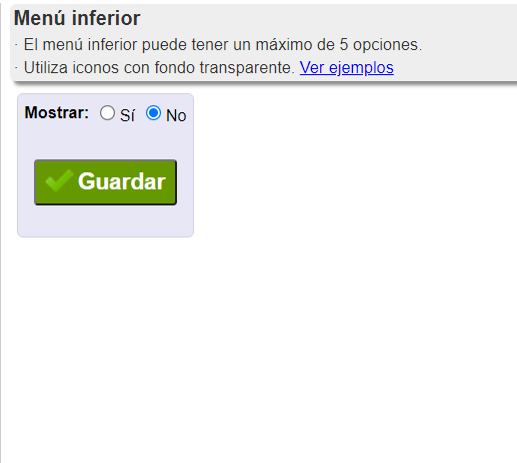 Menú inferior
· El menú inferior puede tener un máximo de 5 opciones.
· Utiliza iconos con fondo transparente. Ver ejemplos
Mostrar: Sí No
Guardar